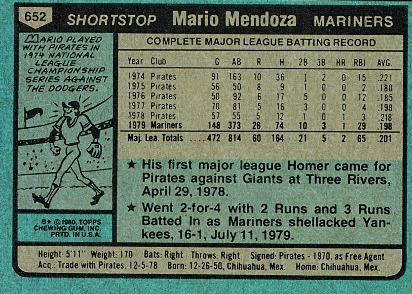 652 SHORTSTOP Mario Mendoza MARINERS
MARIO PLAYED
WITH PIRATES IN
1974 NATIONAL
LEAGUE
CHAMPIONSHIP
SERIES AGAINST
THE DODGERS.
B* © 1980, TOPPS
CHEWING GUM, INC.
PRTD. IN U.S.A.
COMPLETE MAJOR LEAGUE BATTING RECORD
Year Club G AB R H 2B 3B HR RBI AVG.
1974 Pirates 91 163 10 36 1 2 0 15 .221
1975 Pirates 56 50 8 9 1 0 0 2 .180
1976 Pirates 50 92 6 17 5 0 0 12 .185
1977 Pirates 70 81 5 16 3 0 0 4 .198
1978 Pirates 57 55 5 12 1 0 1 3 .218
1979 Mariners 148 373 26 74 10 3 1 29 .198
Maj. Lea. Totals 472 814 60 164 21 5 2 65 .201
★ His first major league Homer came for
Pirates against Giants at Three Rivers,
April 29, 1978.
★ Went 2-for-4 with 2 Runs and 3 Runs
Batted In as Mariners shellacked Yan-
kees, 16-1, July 11, 1979.
Height: 5'11" Weight: 170 Bats: Right Throws: Right Signed: Pirates - 1970, as Free Agent
Acq.: Trade with Pirates, 12-5-78 Born: 12-26-50, Chihuahua, Mex. Home: Chihuahua, Mex.